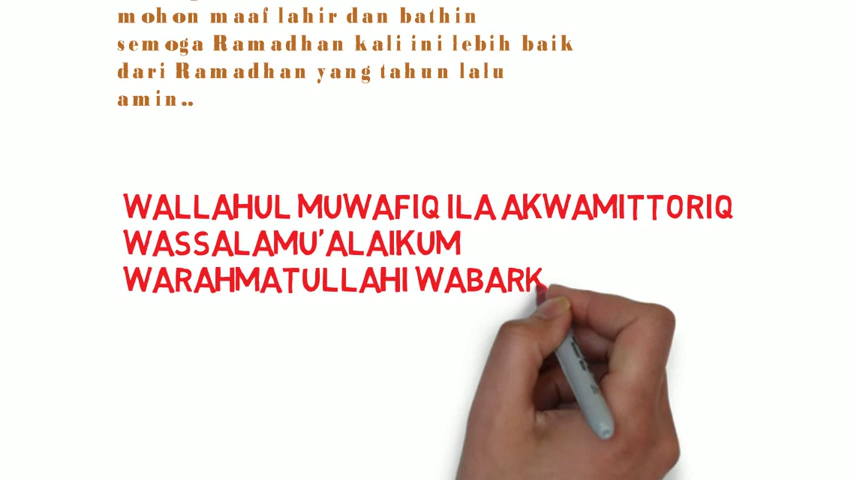 mohon maaf lahir dan bathin
semoga Ramadhan kali ini lebih baik
dari Ramadhan yang tahun lalu
amin..
WALLAHUL MUWAFIQ ILA AKWAMITTORIQ
WASSALAMU'ALAIKUM
WARAHMATULLAHI WABARK